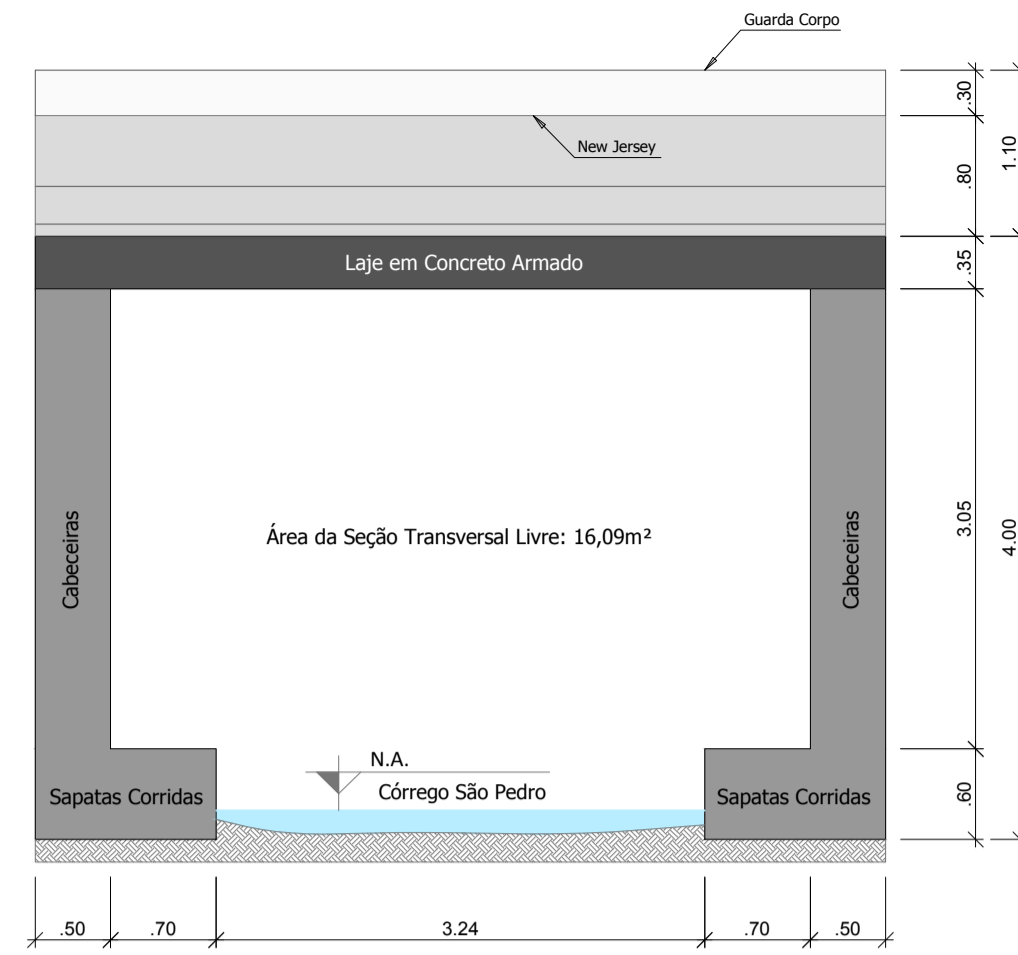 Guarda Corpo
.30
New Jersey
1.10
.80
Laje em Concreto Armado
.35
Cabeceiras
Área da Seção Transversal Livre: 16,09m²
Cabeceiras
3.05
4.00
N.A.
Sapatas Corridas
Córrego São Pedro
Sapatas Corridas
.60
.50
.70
3.24
.70
.50